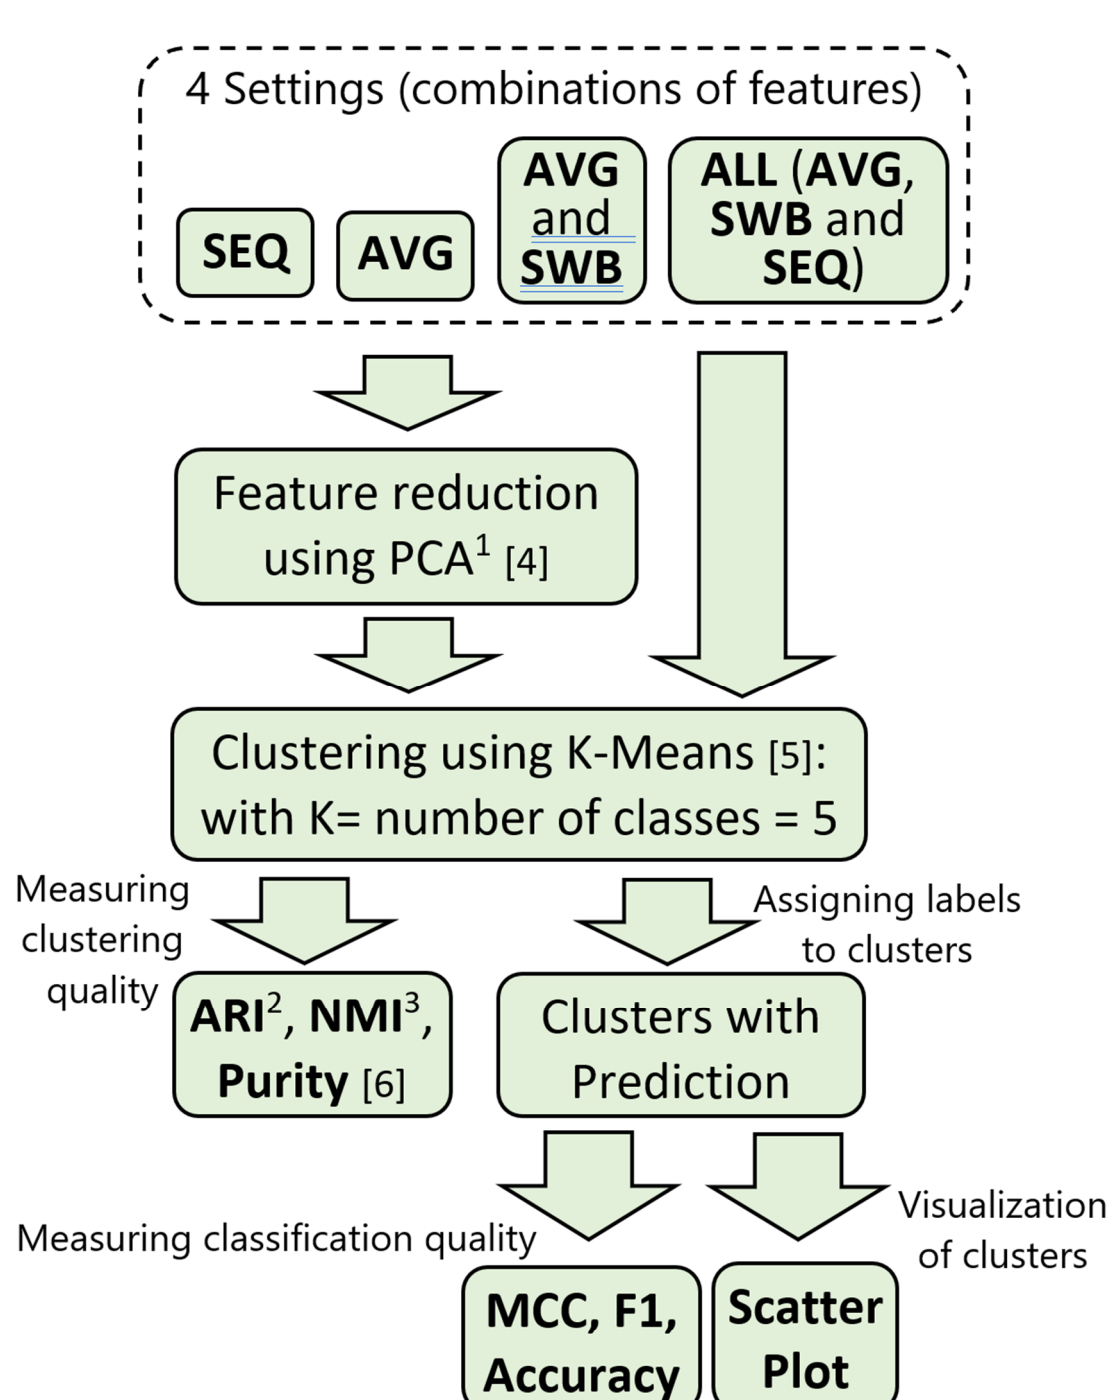 4 Settings (combinations of features)
SEQ
AVG
AVG
and
SWB
ALL (AVG,
SWB and
SEQ)
Feature reduction
using PCA¹ [4]
Clustering using K-Means [5]:
with K= number of classes = 5
Measuring
clustering
quality
Assigning labels
to clusters
ARI², NMI³,
Purity [6]
Clusters with
Prediction
Measuring classification quality
Visualization
of clusters
MCC, F1,
Accuracy
Scatter
Plot